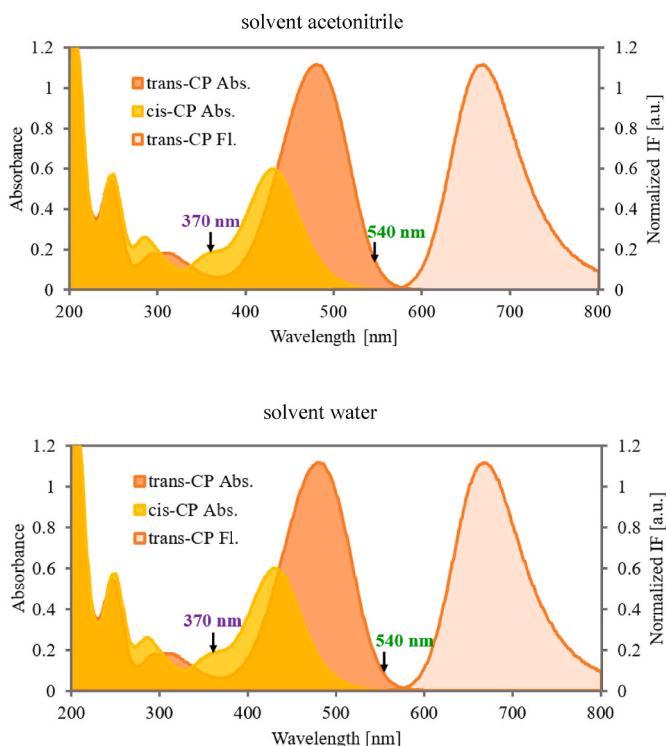 solvent acetonitrile
1.2
1
0.8
0.6
0.4
0.2
0
Absorbance
trans-CP Abs.
cis-CP Abs.
trans-CP Fl.
370 nm
540 nm
1.2
1
0.8
0.6
0.4
0.2
0
Normalized IF [a.u.]
200 300 400 500 600 700 800
Wavelength [nm]
solvent water
1.2
1
0.8
0.6
0.4
0.2
0
Absorbance
trans-CP Abs.
cis-CP Abs.
trans-CP Fl.
370 nm
540 nm
1.2
1
0.8
0.6
0.4
0.2
0
Normalized IF [a.u.]
200 300 400 500 600 700 800
Wavelength [nm]